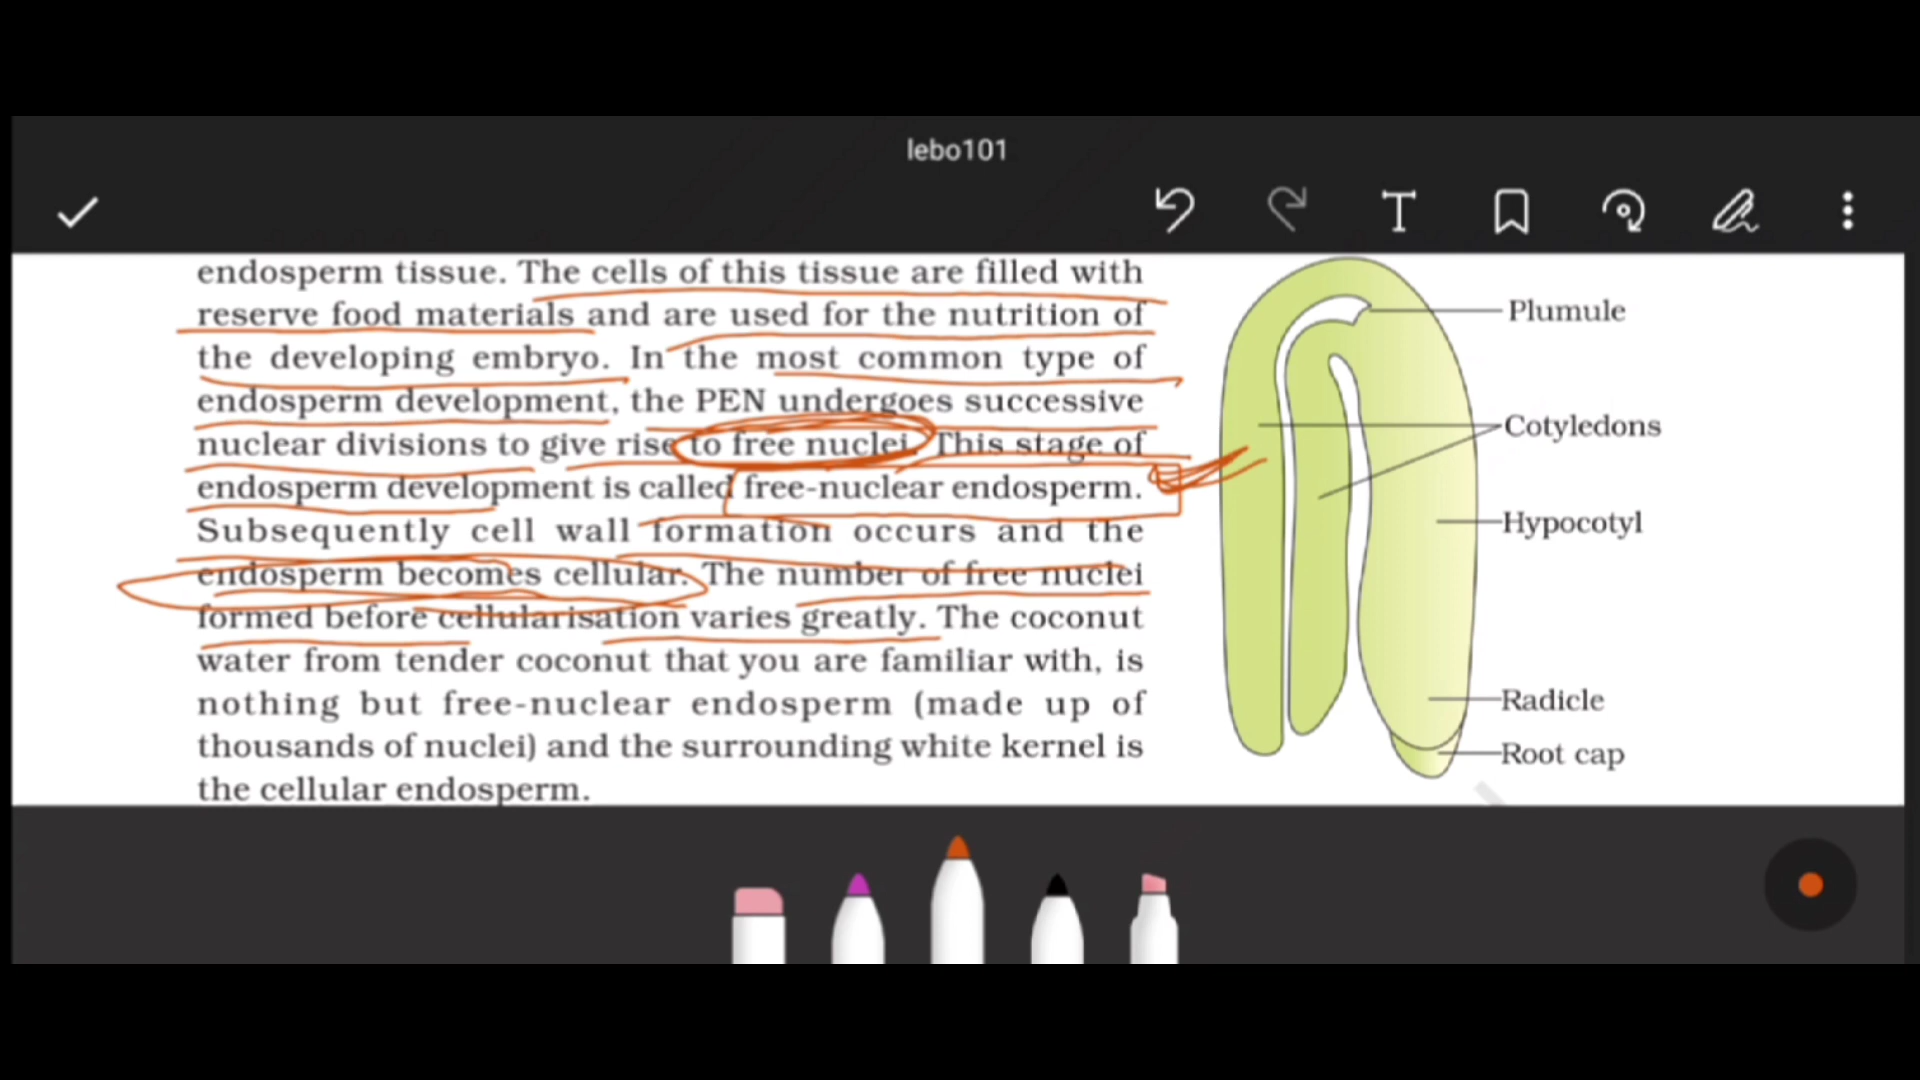 lebo101
T
endosperm tissue. The cells of this tissue are filled with
reserve food materials and are used for the nutrition of
the developing embryo. In the most common type of
endosperm development, the PEN undergoes successive
nuclear divisions to give rise to free nuclei. This stage of
endosperm development is called free-nuclear endosperm.
Subsequently cell wall formation occurs and the
endosperm becomes cellular. The number of free nuclei
formed before cellularisation varies greatly. The coconut
water from tender coconut that you are familiar with, is
nothing but free-nuclear endosperm (made up of
thousands of nuclei) and the surrounding white kernel is
the cellular endosperm.
Plumule
Cotyledons
Hypocotyl
Radicle
Root cap